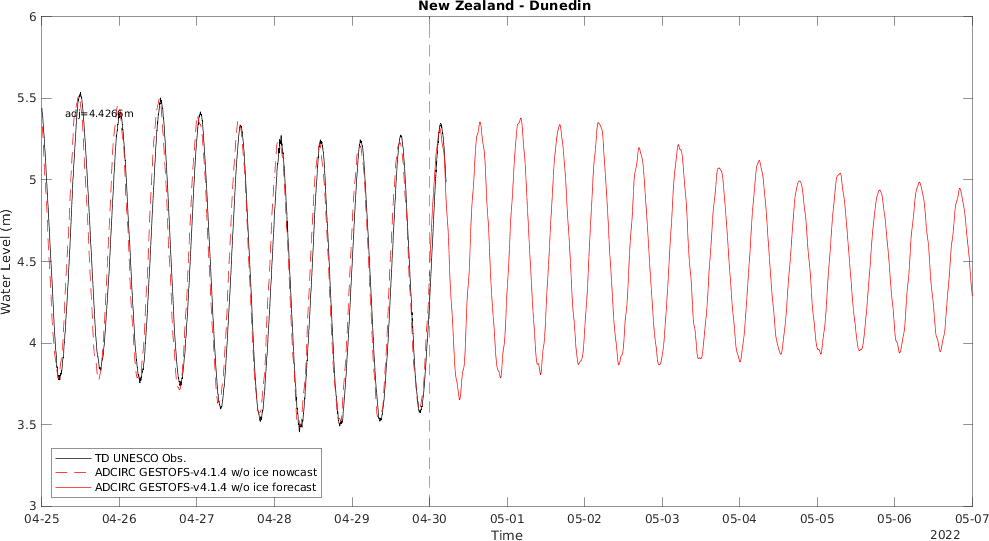 New Zealand - Dunedin
6
5.5
5
4.5
4
3.5
3
Water Level (m)
adj=4.4266m
TD UNESCO Obs.
ADCIRC GESTOFS-v4.1.4 w/o ice nowcast
ADCIRC GESTOFS-v4.1.4 w/o ice forecast
04-25 04-26 04-27 04-28 04-29 04-30 05-01 05-02 05-03 05-04 05-05 05-06 05-07
Time
2022